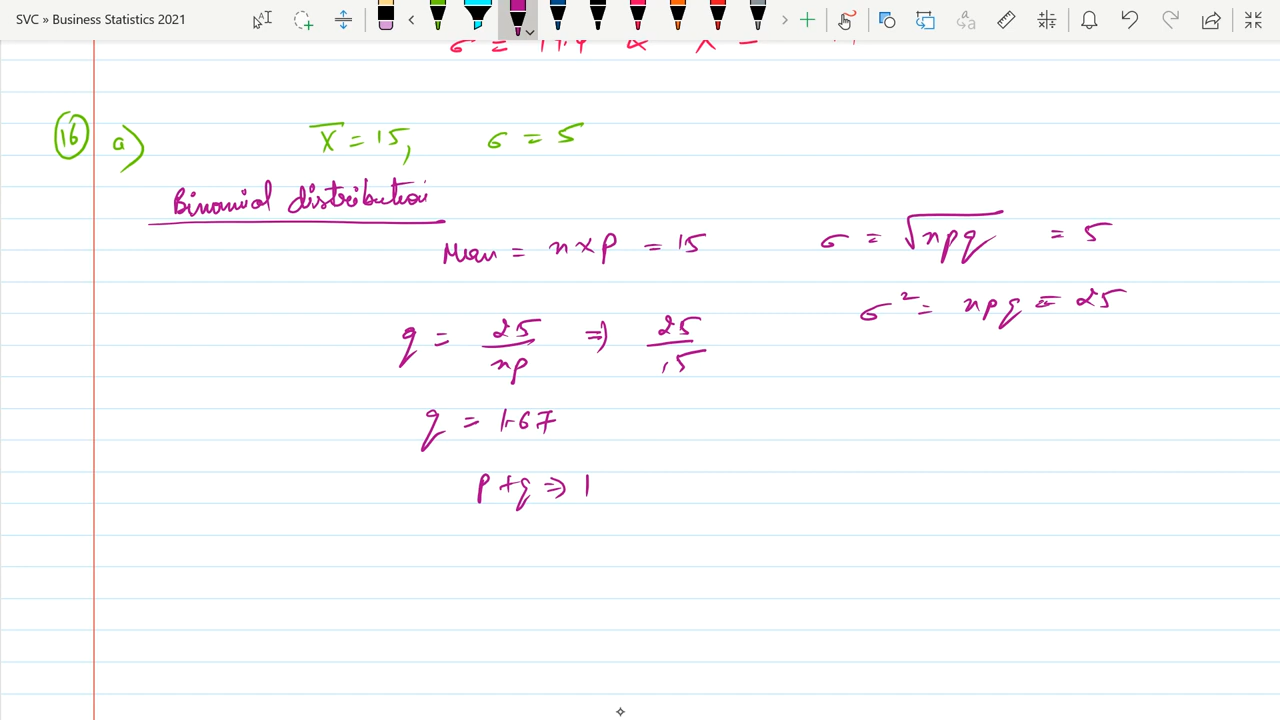 SVC » Business Statistics 2021
16 a) X̅ = 15, σ = 5
Binomial distribution
Mean = n × p = 15
σ = √npq = 5
σ² = npq = 25
q = 25/np ⇒ 25/15
q = 1.67
p + q ⇒ 1